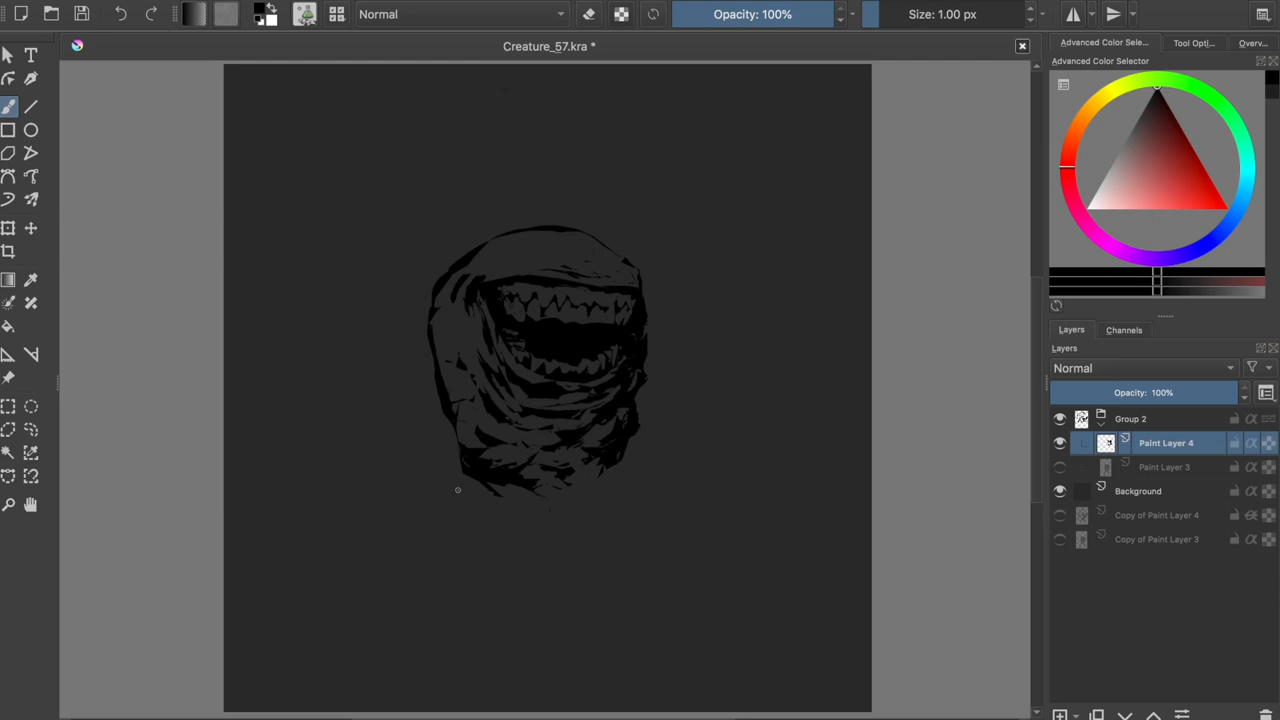 Normal
Opacity: 100%
Size: 1.00 px
Creature_57.kra *
Advanced Color Sele...
Tool Opti...
Overv...
Advanced Color Selector
Layers
Channels
Layers
Normal
Opacity: 100%
Group 2
Paint Layer 4
Paint Layer 3
Background
Copy of Paint Layer 4
Copy of Paint Layer 3